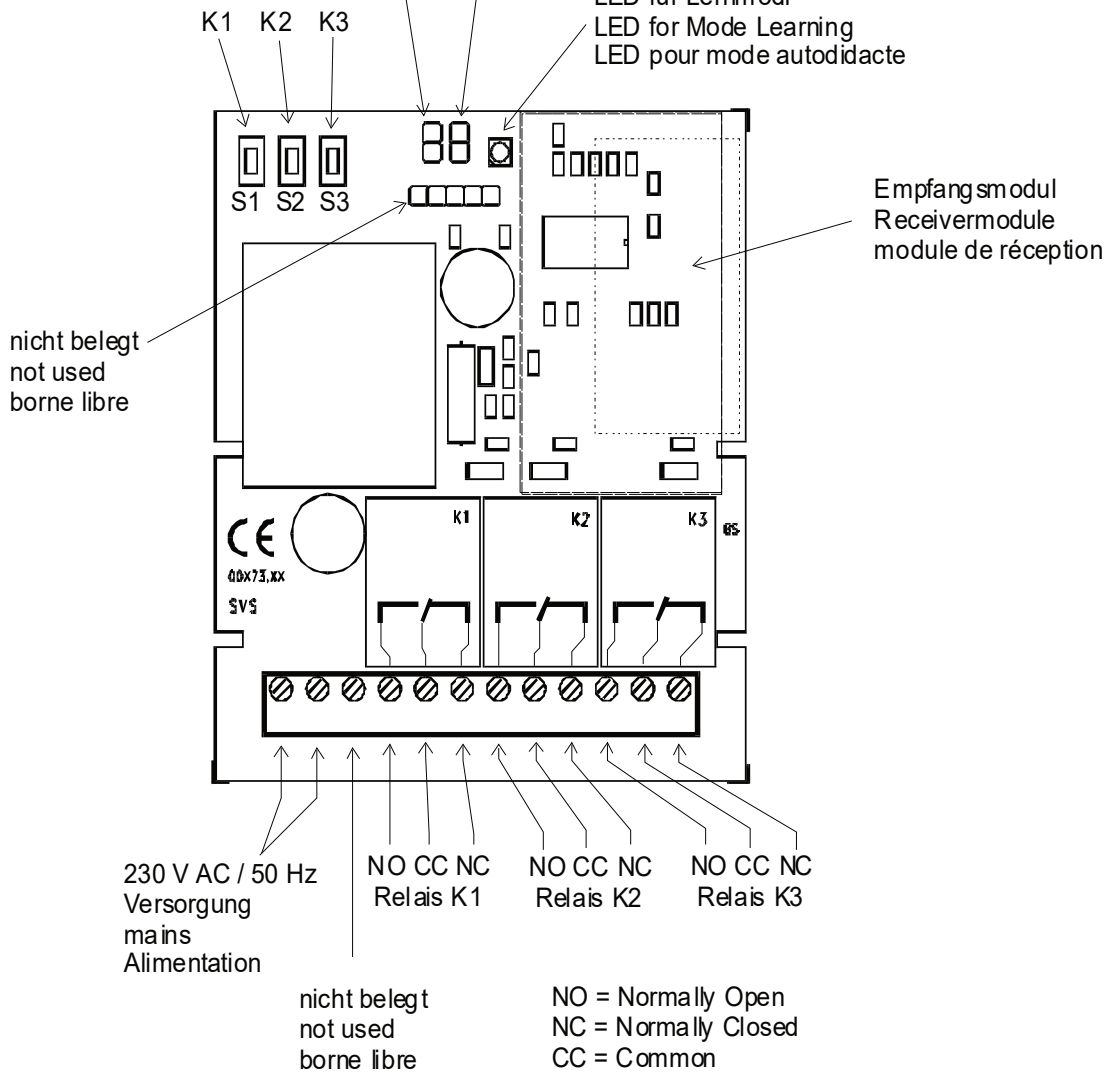 LED für Lernmodi
LED for Mode Learning
LED pour mode autodidacte
K1 K2 K3
S1 S2 S3
Empfangsmodul
Receivermodule
module de réception
nicht belegt
not used
borne libre
K1 K2 K3
CE
SVS
230 V AC / 50 Hz
Versorgung
mains
Alimentation
NO CC NC
Relais K1
NO CC NC
Relais K2
NO CC NC
Relais K3
nicht belegt
not used
borne libre
NO = Normally Open
NC = Normally Closed
CC = Common